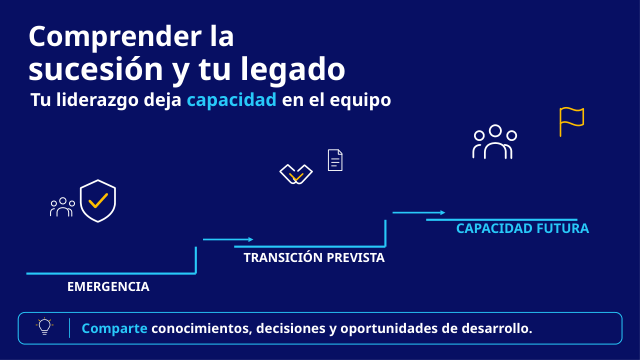 Comprender la
sucesión y tu legado
Tu liderazgo deja capacidad en el equipo
CAPACIDAD FUTURA
TRANSICIÓN PREVISTA
EMERGENCIA
Comparte conocimientos, decisiones y oportunidades de desarrollo.